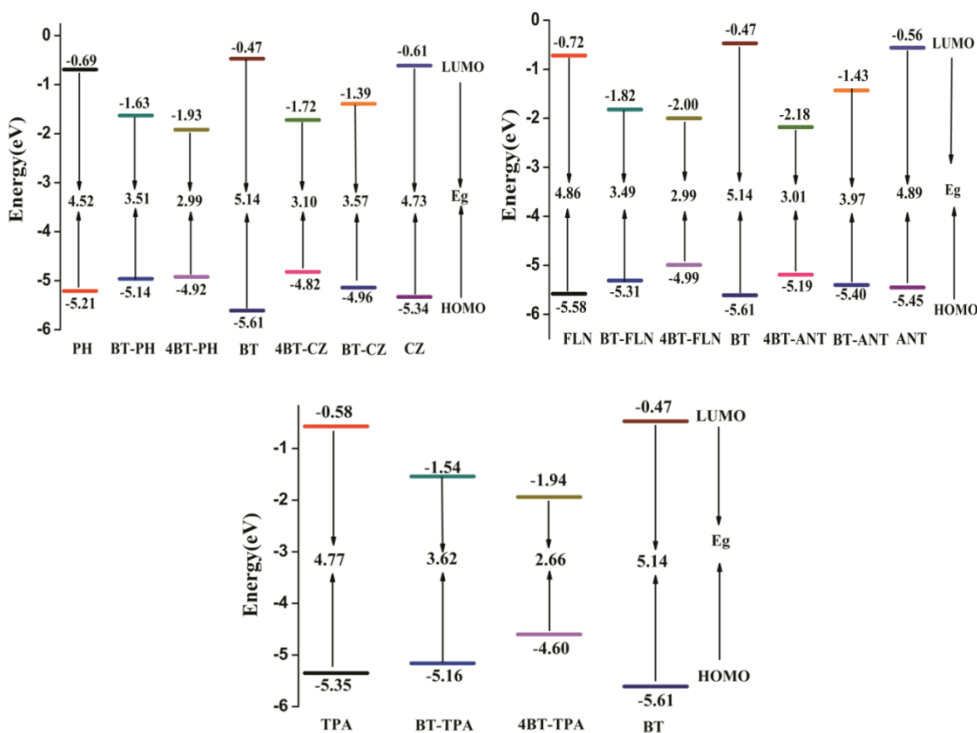 0
-1
-2
-3
-4
-5
-6
Energy(eV)
-0.69 -1.63 -1.93 -0.47 -1.72 -1.39 -0.61 LUMO
4.52 3.51 2.99 5.14 3.10 3.57 4.73 Eg
-5.21 -5.14 -4.92 -5.61 -4.82 -4.96 -5.34 HOMO
PH BT-PH 4BT-PH BT 4BT-CZ BT-CZ CZ
0
-1
-2
-3
-4
-5
-6
Energy(eV)
-0.72 -1.82 -2.00 -0.47 -2.18 -1.43 -0.56 LUMO
4.86 3.49 2.99 5.14 3.01 3.97 4.89 Eg
-5.58 -5.31 -4.99 -5.61 -5.19 -5.40 -5.45 HOMO
FLN BT-FLN 4BT-FLN BT 4BT-ANT BT-ANT ANT
-1
-2
-3
-4
-5
-6
Energy(eV)
-0.58 -1.54 -1.94 -0.47 LUMO
4.77 3.62 2.66 5.14 Eg
-5.35 -5.16 -4.60 -5.61 HOMO
TPA BT-TPA 4BT-TPA BT